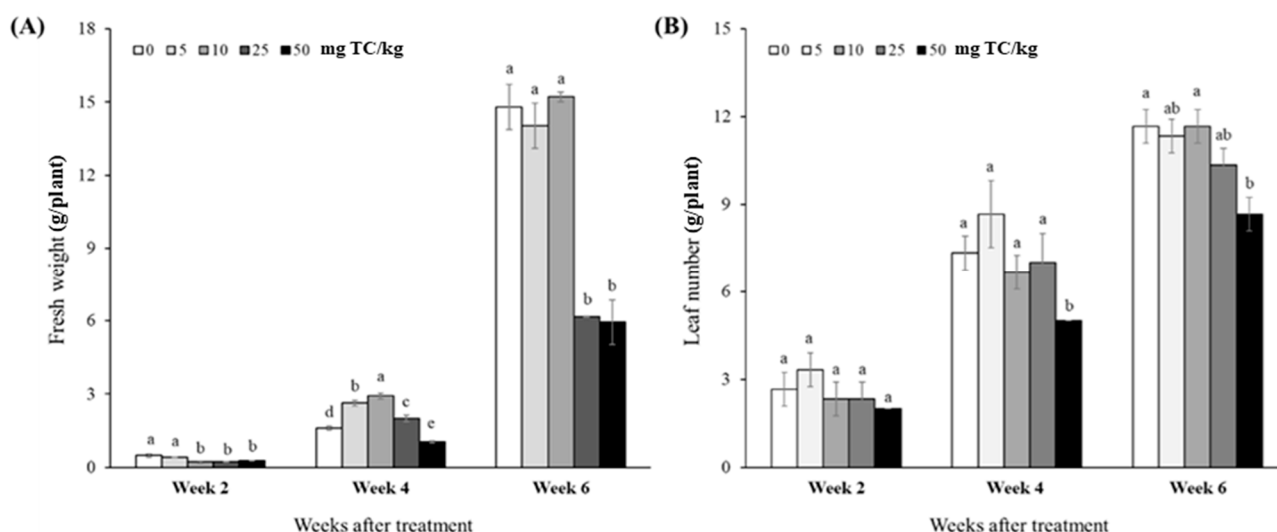 (A)
18
15
12
9
6
3
0
Fresh weight (g/plant)
0 5 10 25 50 mg TC/kg
a a b b b
d b a c e
a a a b b
Week 2 Week 4 Week 6
Weeks after treatment
(B)
15
12
9
6
3
0
Leaf number (g/plant)
0 5 10 25 50 mg TC/kg
a a a a a
a a a a b
a ab a ab b
Week 2 Week 4 Week 6
Weeks after treatment